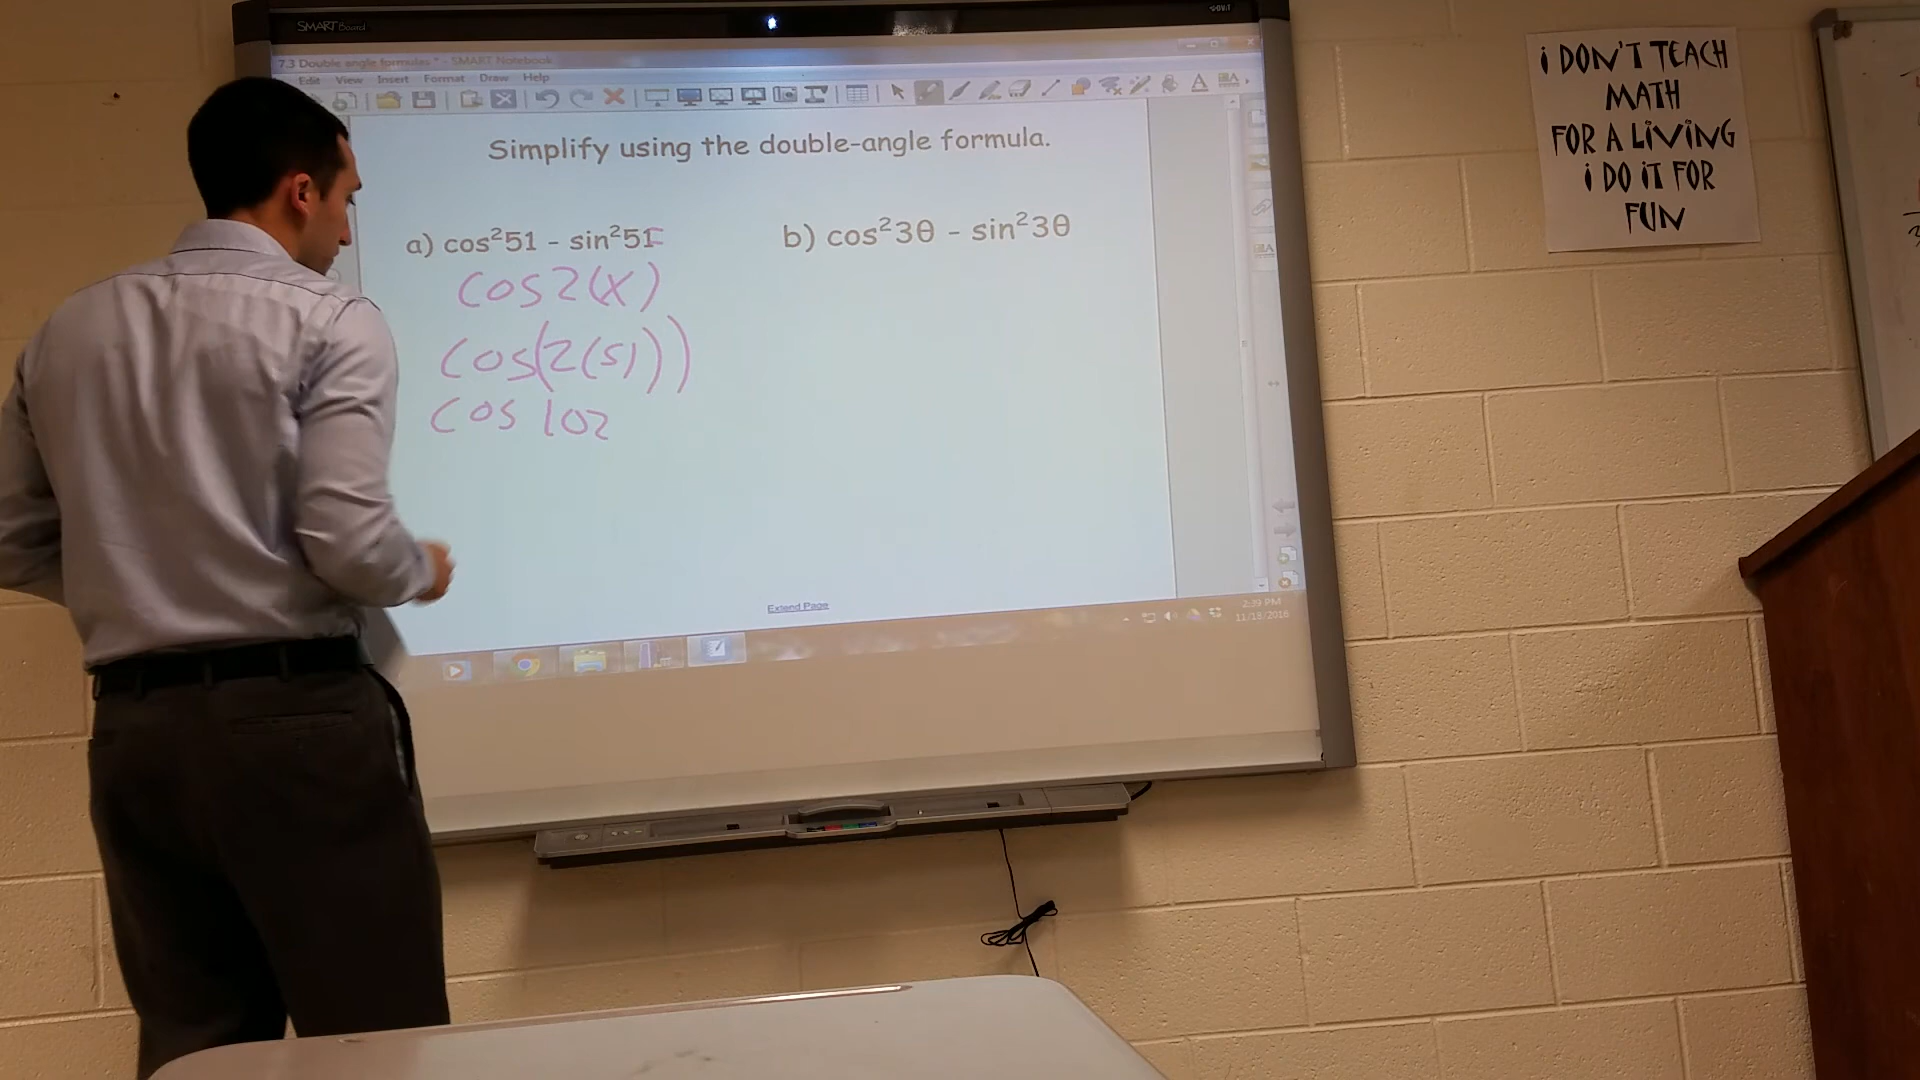 SMART Board
7.3 Double angle formulas * - SMART Notebook
Edit View Insert Format Draw Help
Simplify using the double-angle formula.
a) cos²51 - sin²51=
cos2(x)
cos(2(51))
cos 102
b) cos²3θ - sin²3θ
Extend Page
2:39 PM
11/18/2016
i DON'T TEACH
MATH
FOR A LiViNG
i DO iT FOR
FUN